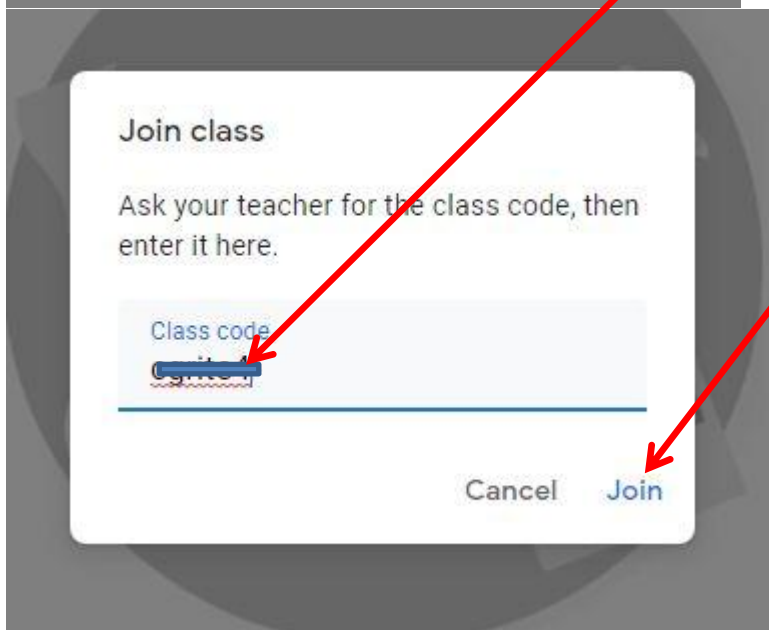 Join class
Ask your teacher for the class code, then
enter it here.
Class code
Cancel Join